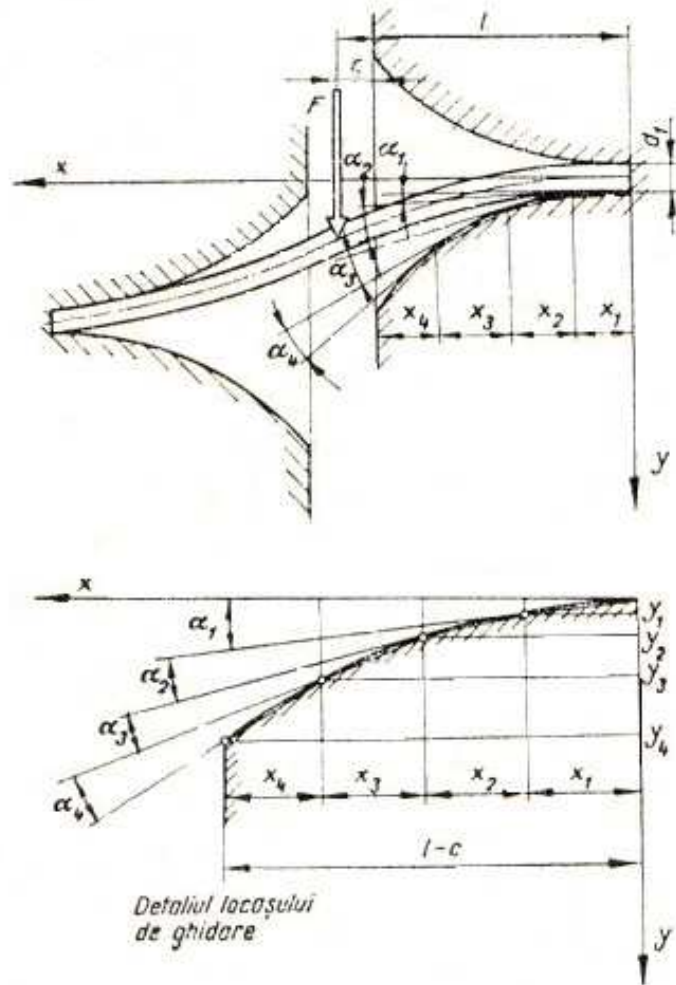 l
c
F
d₁
x
α₂ α₁
α₃
α₄
x₄ x₃ x₂ x₁
y
x
α₁
α₂
α₃
α₄
y₁
y₂
y₃
y₄
x₄ x₃ x₂ x₁
l-c
Detaliul locașului
de ghidare
y